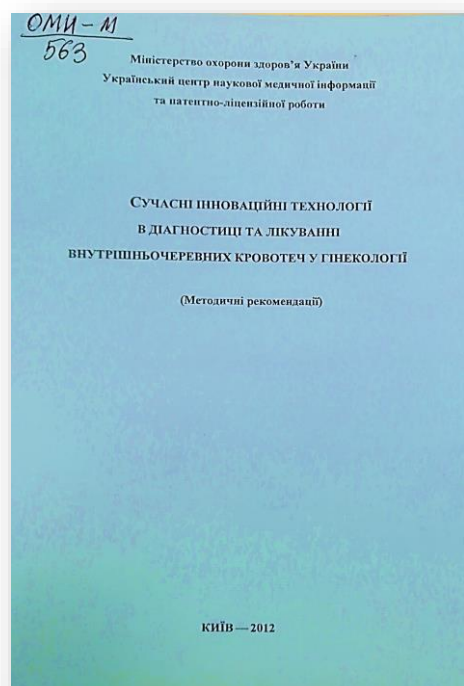 ОМИ-М
563
Міністерство охорони здоров'я України
Український центр наукової медичної інформації
та патентно-ліцензійної роботи
СУЧАСНІ ІННОВАЦІЙНІ ТЕХНОЛОГІЇ
В ДІАГНОСТИЦІ ТА ЛІКУВАННІ
ВНУТРІШНЬОЧЕРЕВНИХ КРОВОТЕЧ У ГІНЕКОЛОГІЇ
(Методичні рекомендації)
КИЇВ—2012